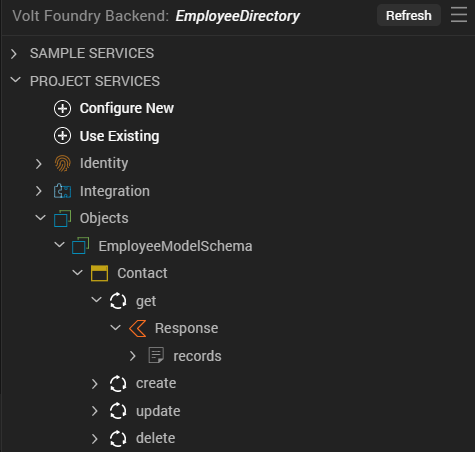 Volt Foundry Backend: EmployeeDirectory Refresh
SAMPLE SERVICES
PROJECT SERVICES
Configure New
Use Existing
Identity
Integration
Objects
EmployeeModelSchema
Contact
get
Response
records
create
update
delete